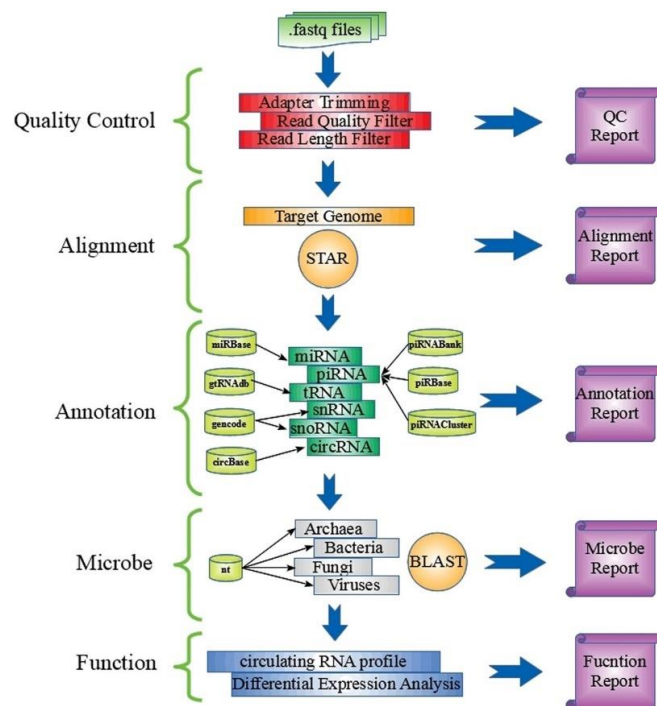 .fastq files
Quality Control
Adapter Trimming
Read Quality Filter
Read Length Filter
QC
Report
Alignment
Target Genome
STAR
Alignment
Report
Annotation
miRBase
gtRNAdb
gencode
circBase
miRNA
piRNA
tRNA
snRNA
snoRNA
circRNA
piRNABank
piRBase
piRNACluster
Annotation
Report
Microbe
nt
Archaea
Bacteria
Fungi
Viruses
BLAST
Microbe
Report
Function
circulating RNA profile
Differential Expression Analysis
Fucntion
Report